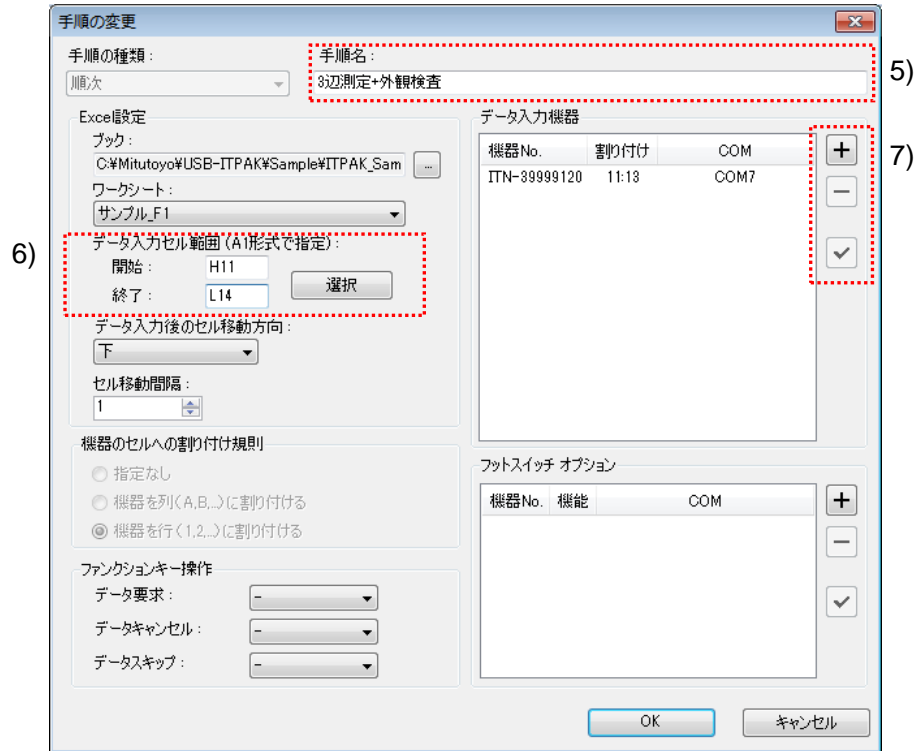 手順の変更
手順の種類：
順次
手順名：
3辺測定+外観検査
5)
Excel設定
ブック：
C:¥Mitutoyo¥USB-ITPAK¥Sample¥ITPAK_Sam
...
ワークシート：
サンプル_F1
6)
データ入力セル範囲（A1形式で指定）：
開始：
H11
終了：
L14
選択
データ入力後のセル移動方向：
下
セル移動間隔：
1
機器のセルへの割り付け規則
指定なし
機器を列(A,B,...)に割り付ける
機器を行(1,2,...)に割り付ける
ファンクションキー操作
データ要求：
-
データキャンセル：
-
データスキップ：
-
データ入力機器
機器No. 割り付け COM
ITN-39999120 11:13 COM7
7)
フットスイッチ オプション
機器No. 機能 COM
OK
キャンセル